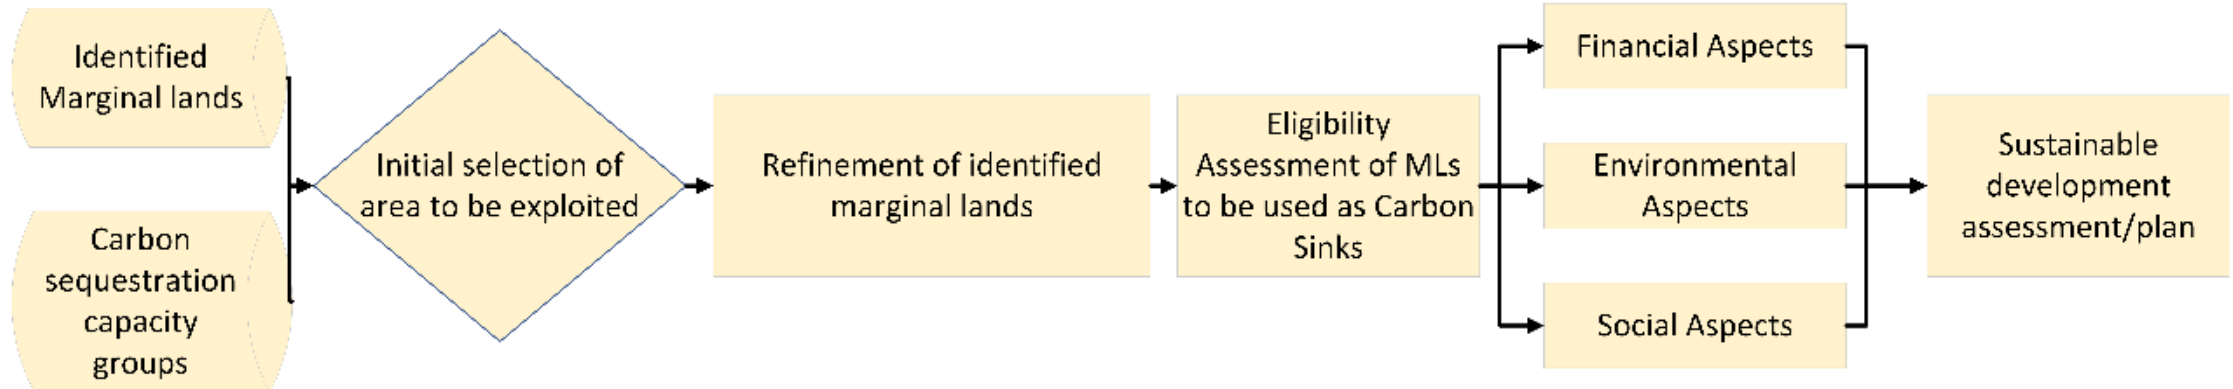 Identified
Marginal lands
Carbon
sequestration
capacity
groups
Initial selection of
area to be exploited
Refinement of identified
marginal lands
Eligibility
Assessment of MLs
to be used as Carbon
Sinks
Financial Aspects
Environmental
Aspects
Social Aspects
Sustainable
development
assessment/plan